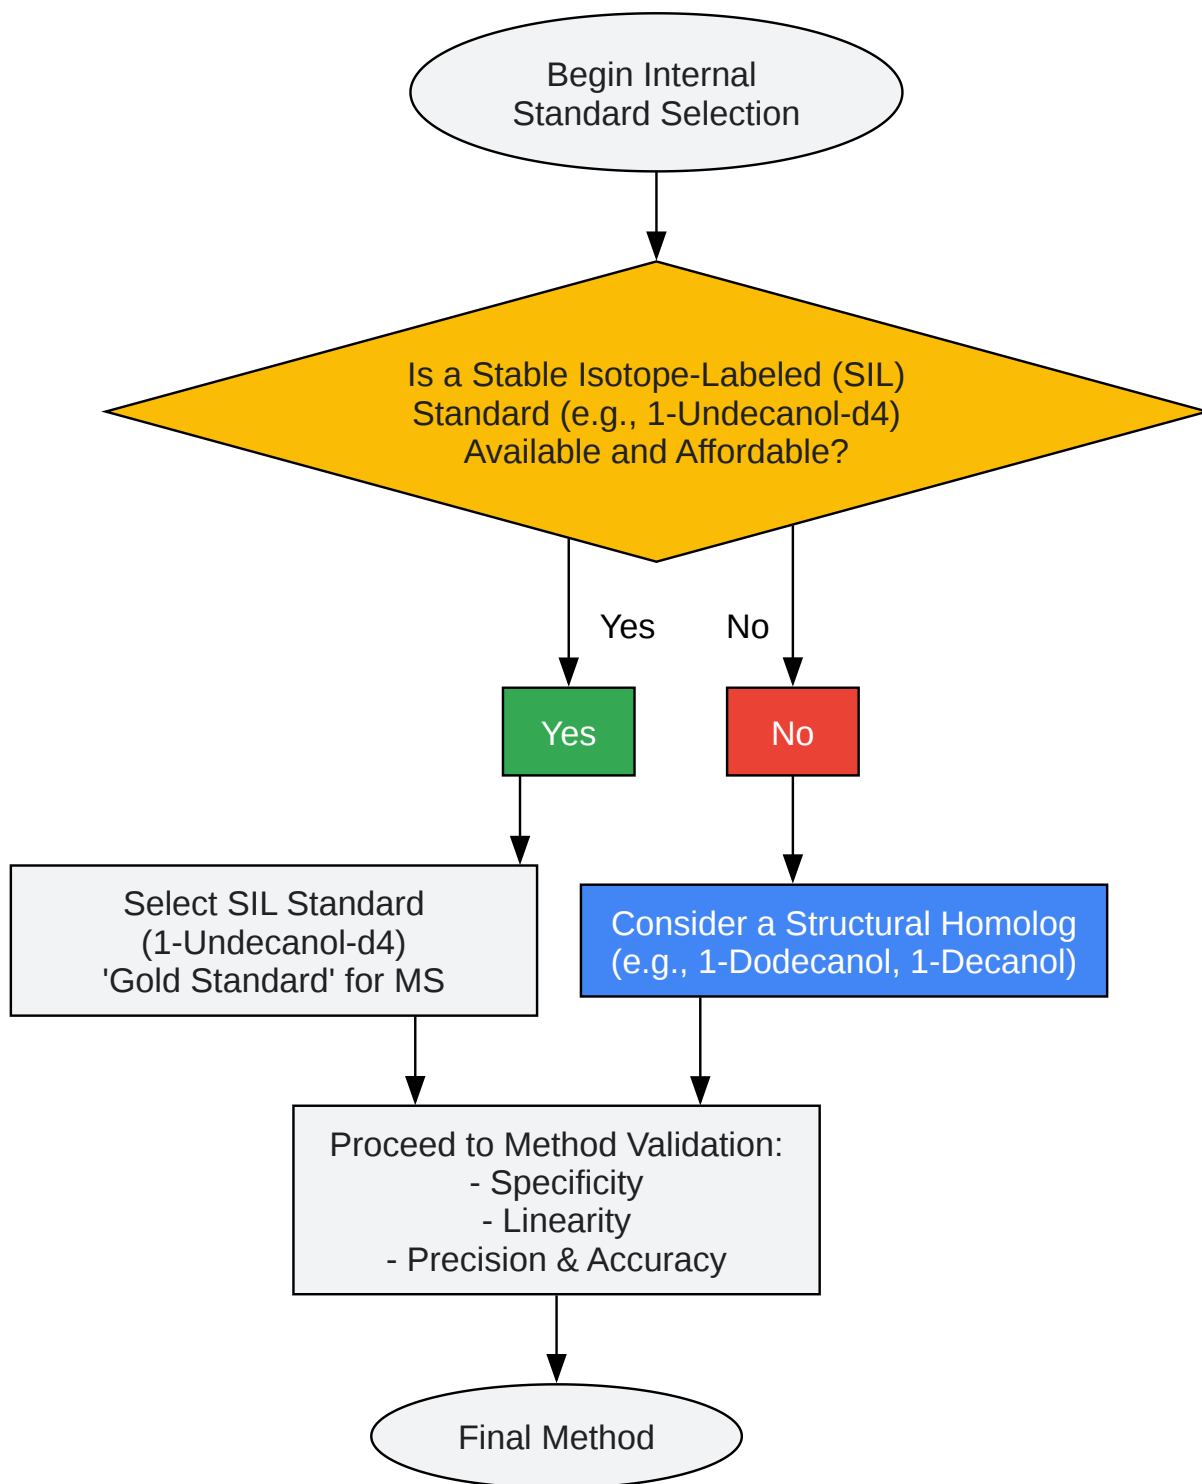 Begin Internal
Standard Selection
Is a Stable Isotope-Labeled (SIL)
Standard (e.g., 1-Undecanol-d4)
Available and Affordable?
Yes
No
Yes
No
Select SIL Standard
(1-Undecanol-d4)
'Gold Standard' for MS
Consider a Structural Homolog
(e.g., 1-Dodecanol, 1-Decanol)
Proceed to Method Validation:
- Specificity
- Linearity
- Precision & Accuracy
Final Method